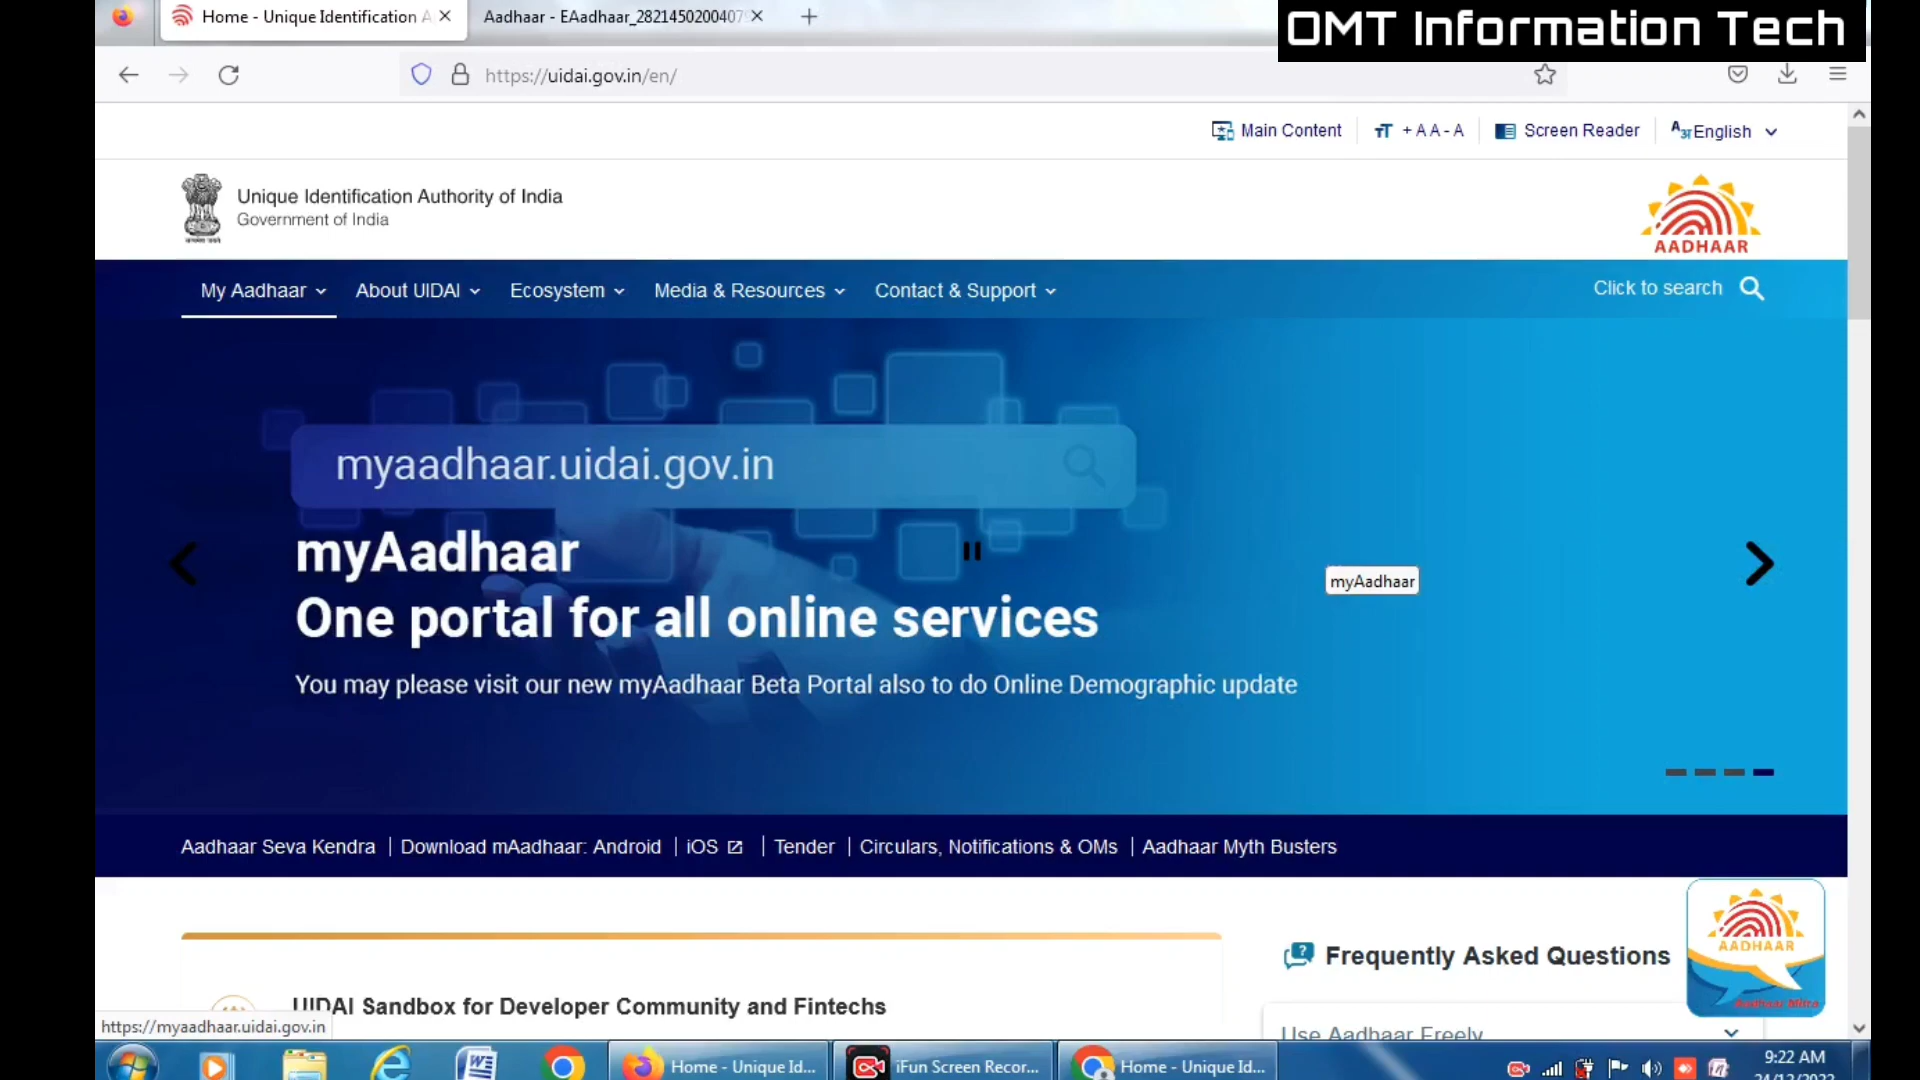 Home - Unique Identification A
Aadhaar - EAadhaar_2821450200407
OMT Information Tech
https://uidai.gov.in/en/
Main Content
+ A A - A
Screen Reader
English
Unique Identification Authority of India
Government of India
AADHAAR
My Aadhaar
About UIDAI
Ecosystem
Media & Resources
Contact & Support
Click to search
myaadhaar.uidai.gov.in
myAadhaar
myAadhaar
One portal for all online services
You may please visit our new myAadhaar Beta Portal also to do Online Demographic update
Aadhaar Seva Kendra | Download mAadhaar: Android | iOS | Tender | Circulars, Notifications & OMs | Aadhaar Myth Busters
Frequently Asked Questions
AADHAAR
UIDAI Sandbox for Developer Community and Fintechs
Use Aadhaar Freely
https://myaadhaar.uidai.gov.in
Home - Unique Id...
iFun Screen Recor...
Home - Unique Id...
9:22 AM